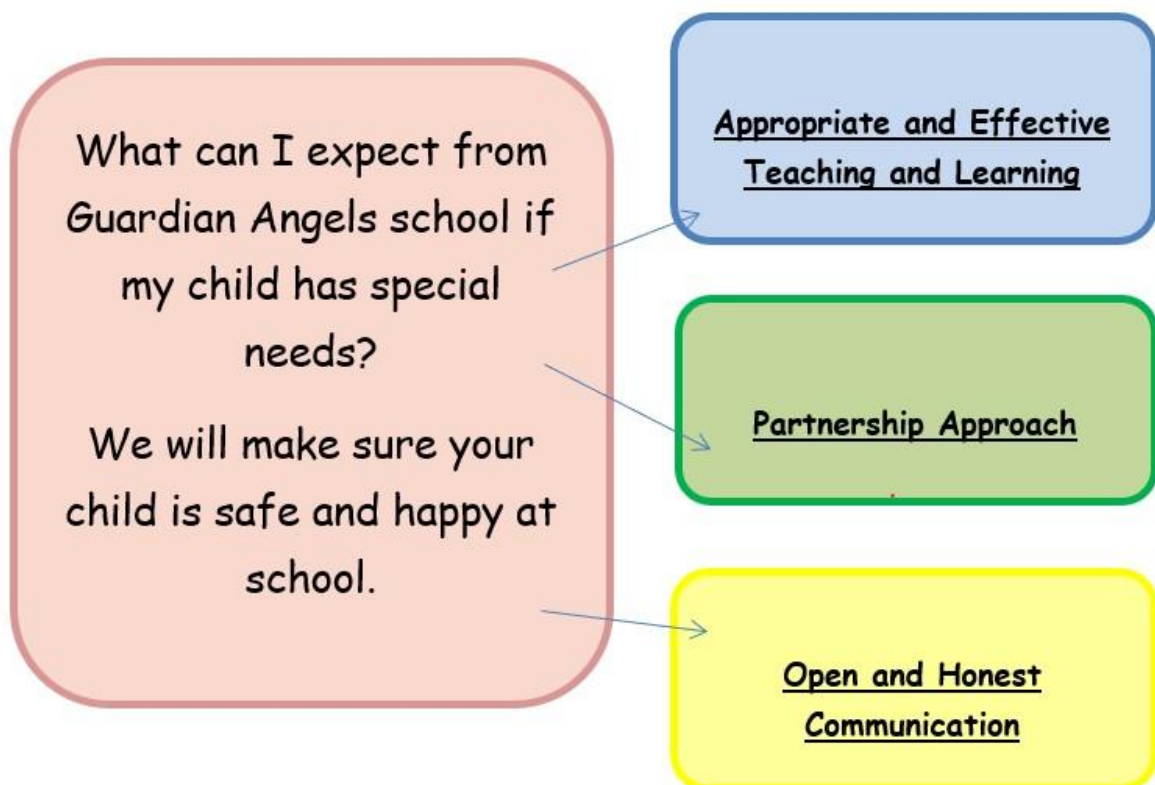 What can I expect from
Guardian Angels school if
my child has special
needs?
We will make sure your
child is safe and happy at
school.
Appropriate and Effective
Teaching and Learning
Partnership Approach
Open and Honest
Communication